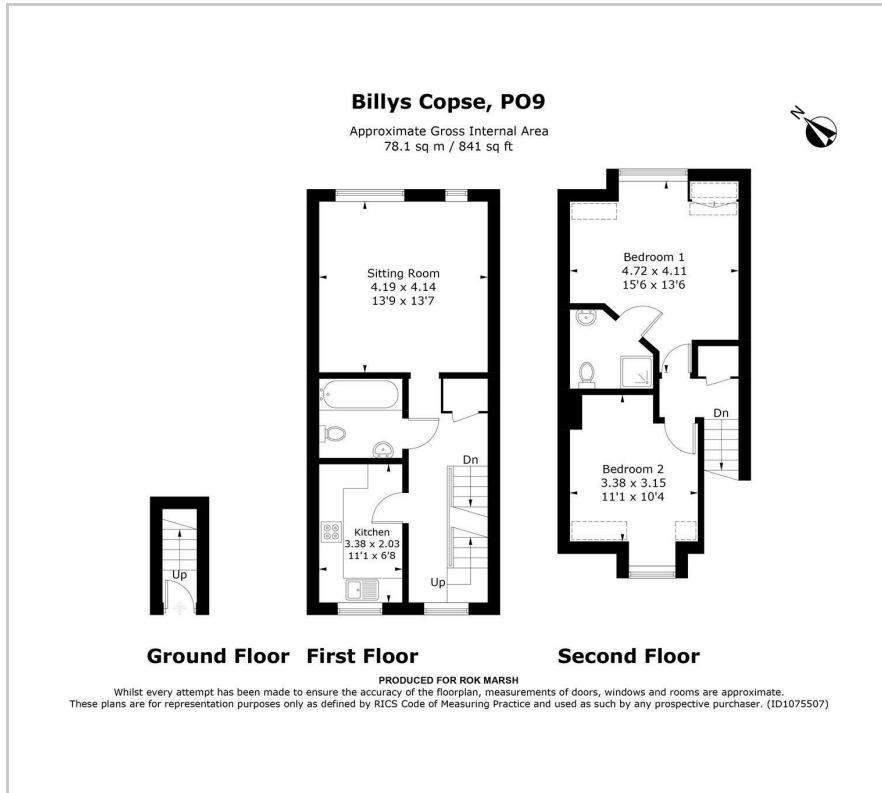 Billys Copse, PO9
Approximate Gross Internal Area
78.1 sq m / 841 sq ft
N
Sitting Room
4.19 x 4.14
13'9 x 13'7
Bedroom 1
4.72 x 4.11
15'6 x 13'6
Dn
Dn
Bedroom 2
3.38 x 3.15
11'1 x 10'4
Kitchen
3.38 x 2.03
11'1 x 6'8
Up
Up
Ground Floor
First Floor
Second Floor
PRODUCED FOR ROK MARSH
Whilst every attempt has been made to ensure the accuracy of the floorplan, measurements of doors, windows and rooms are approximate.
These plans are for representation purposes only as defined by RICS Code of Measuring Practice and used as such by any prospective purchaser. (ID1075507)